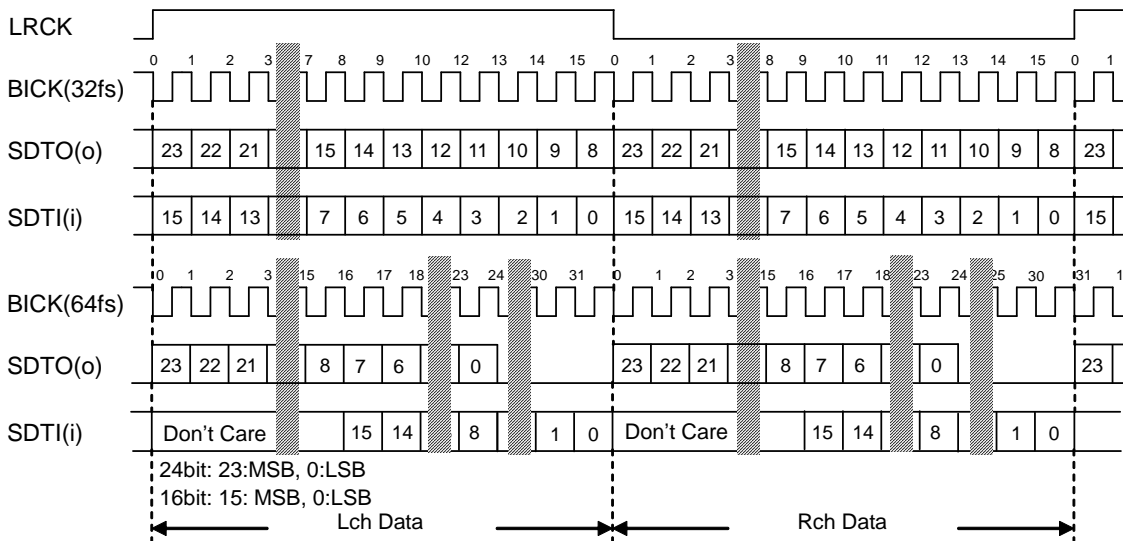 LRCK
0 1 2 3 7 8 9 10 11 12 13 14 15 0 1 2 3 8 9 10 11 12 13 14 15 0 1
BICK(32fs)
SDTO(o) 23 22 21 15 14 13 12 11 10 9 8 23 22 21 15 14 13 12 11 10 9 8 23
SDTI(i) 15 14 13 7 6 5 4 3 2 1 0 15 14 13 7 6 5 4 3 2 1 0 15
0 1 2 3 15 16 17 18 23 24 30 31 0 1 2 3 15 16 17 18 23 24 25 30 31 1
BICK(64fs)
SDTO(o) 23 22 21 8 7 6 0 23 22 21 8 7 6 0 23
SDTI(i) Don't Care 15 14 8 1 0 Don't Care 15 14 8 1 0
24bit: 23:MSB, 0:LSB
16bit: 15: MSB, 0:LSB
Lch Data Rch Data